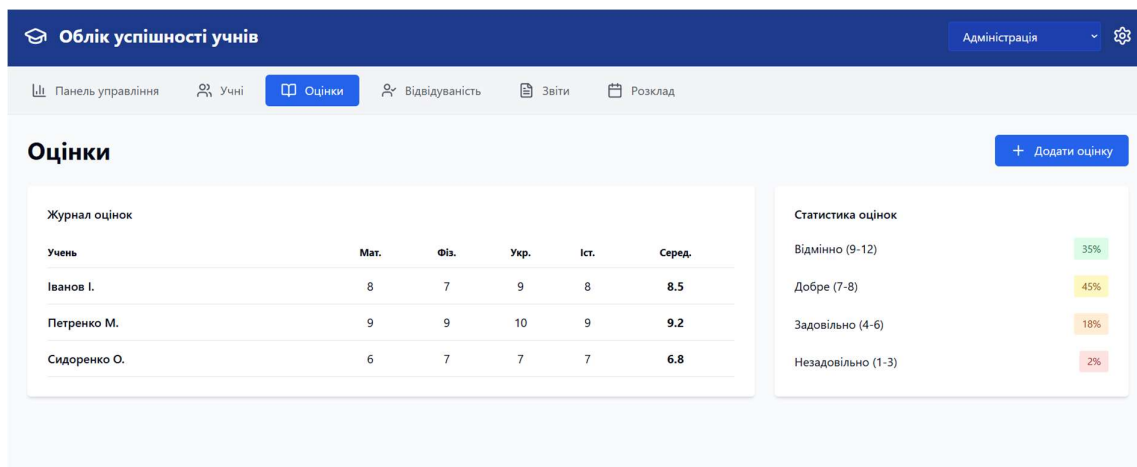 Облік успішності учнів
Адміністрація
Панель управління Учні Оцінки Відвідуваність Звіти Розклад
Оцінки
+ Додати оцінку
Журнал оцінок
Учень Мат. Фіз. Укр. Іст. Серед.
Іванов І. 8 7 9 8 8.5
Петренко М. 9 9 10 9 9.2
Сидоренко О. 6 7 7 7 6.8
Статистика оцінок
Відмінно (9-12) 35%
Добре (7-8) 45%
Задовільно (4-6) 18%
Незадовільно (1-3) 2%